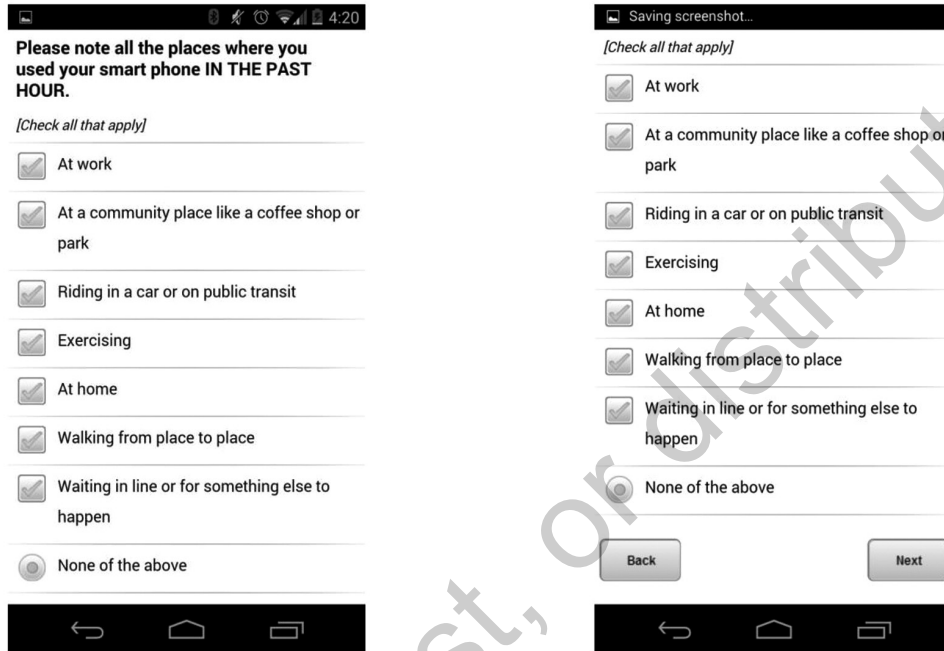 4:20
Please note all the places where you
used your smart phone IN THE PAST
HOUR.
[Check all that apply]
At work
At a community place like a coffee shop or
park
Riding in a car or on public transit
Exercising
At home
Walking from place to place
Waiting in line or for something else to
happen
None of the above
Saving screenshot...
[Check all that apply]
At work
At a community place like a coffee shop or
park
Riding in a car or on public transit
Exercising
At home
Walking from place to place
Waiting in line or for something else to
happen
None of the above
Back
Next
st, or distribut